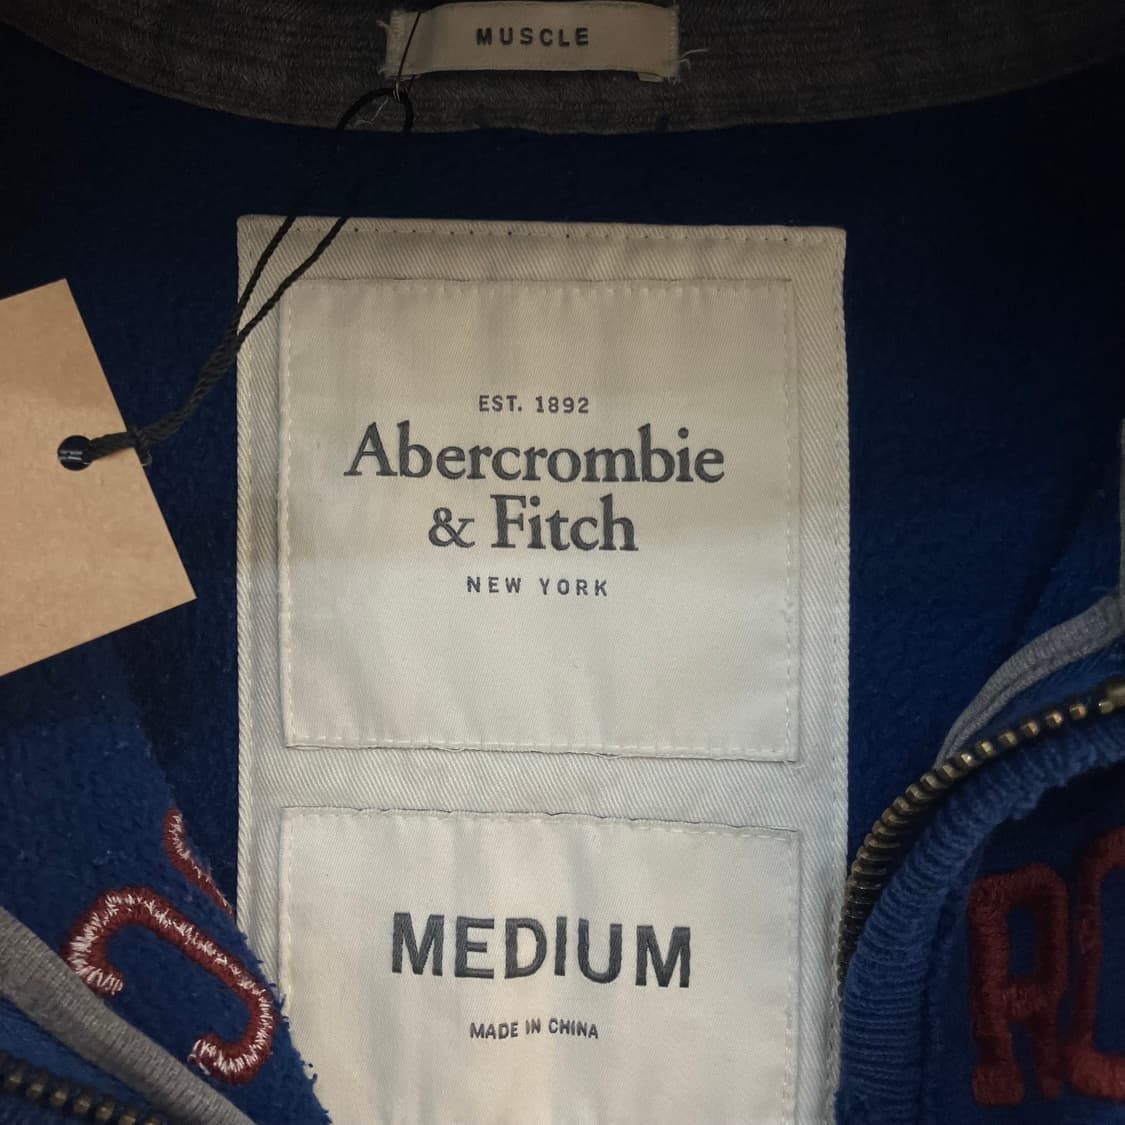 MUSCLE
EST. 1892
Abercrombie
& Fitch
NEW YORK
MEDIUM
MADE IN CHINA